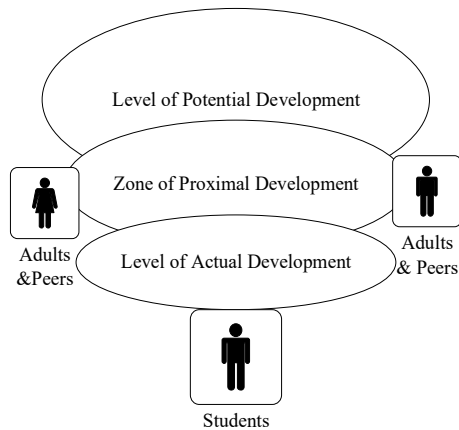 Level of Potential Development
Zone of Proximal Development
Adults
&Peers
Adults
& Peers
Level of Actual Development
Students